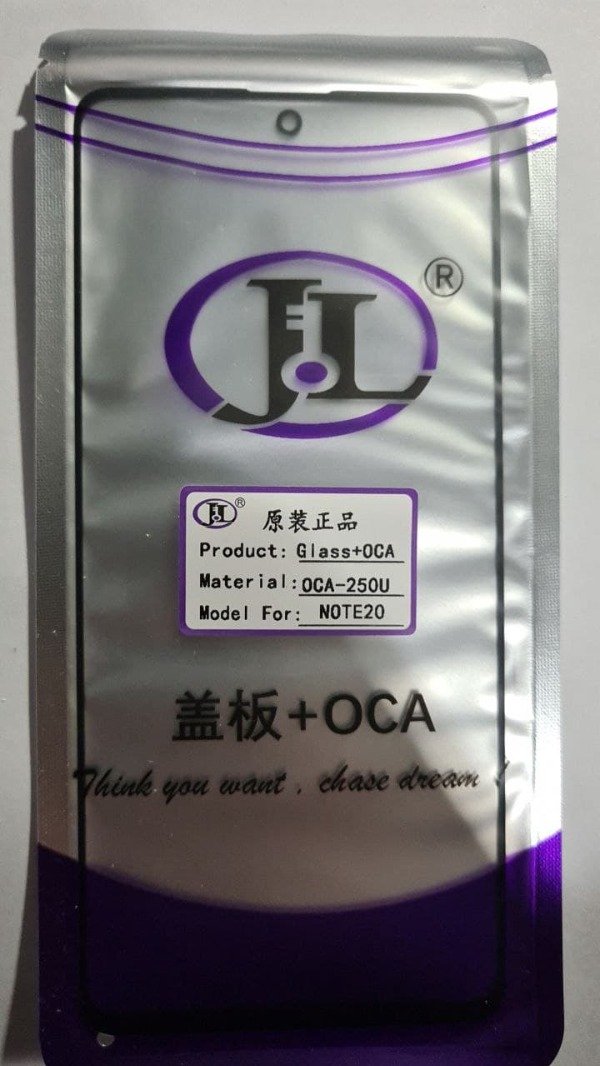 JL®
JL® 原装正品
Product: Glass+OCA
Material: OCA-250U
Model For: NOTE20
盖板+OCA
Think you want , chase dream !